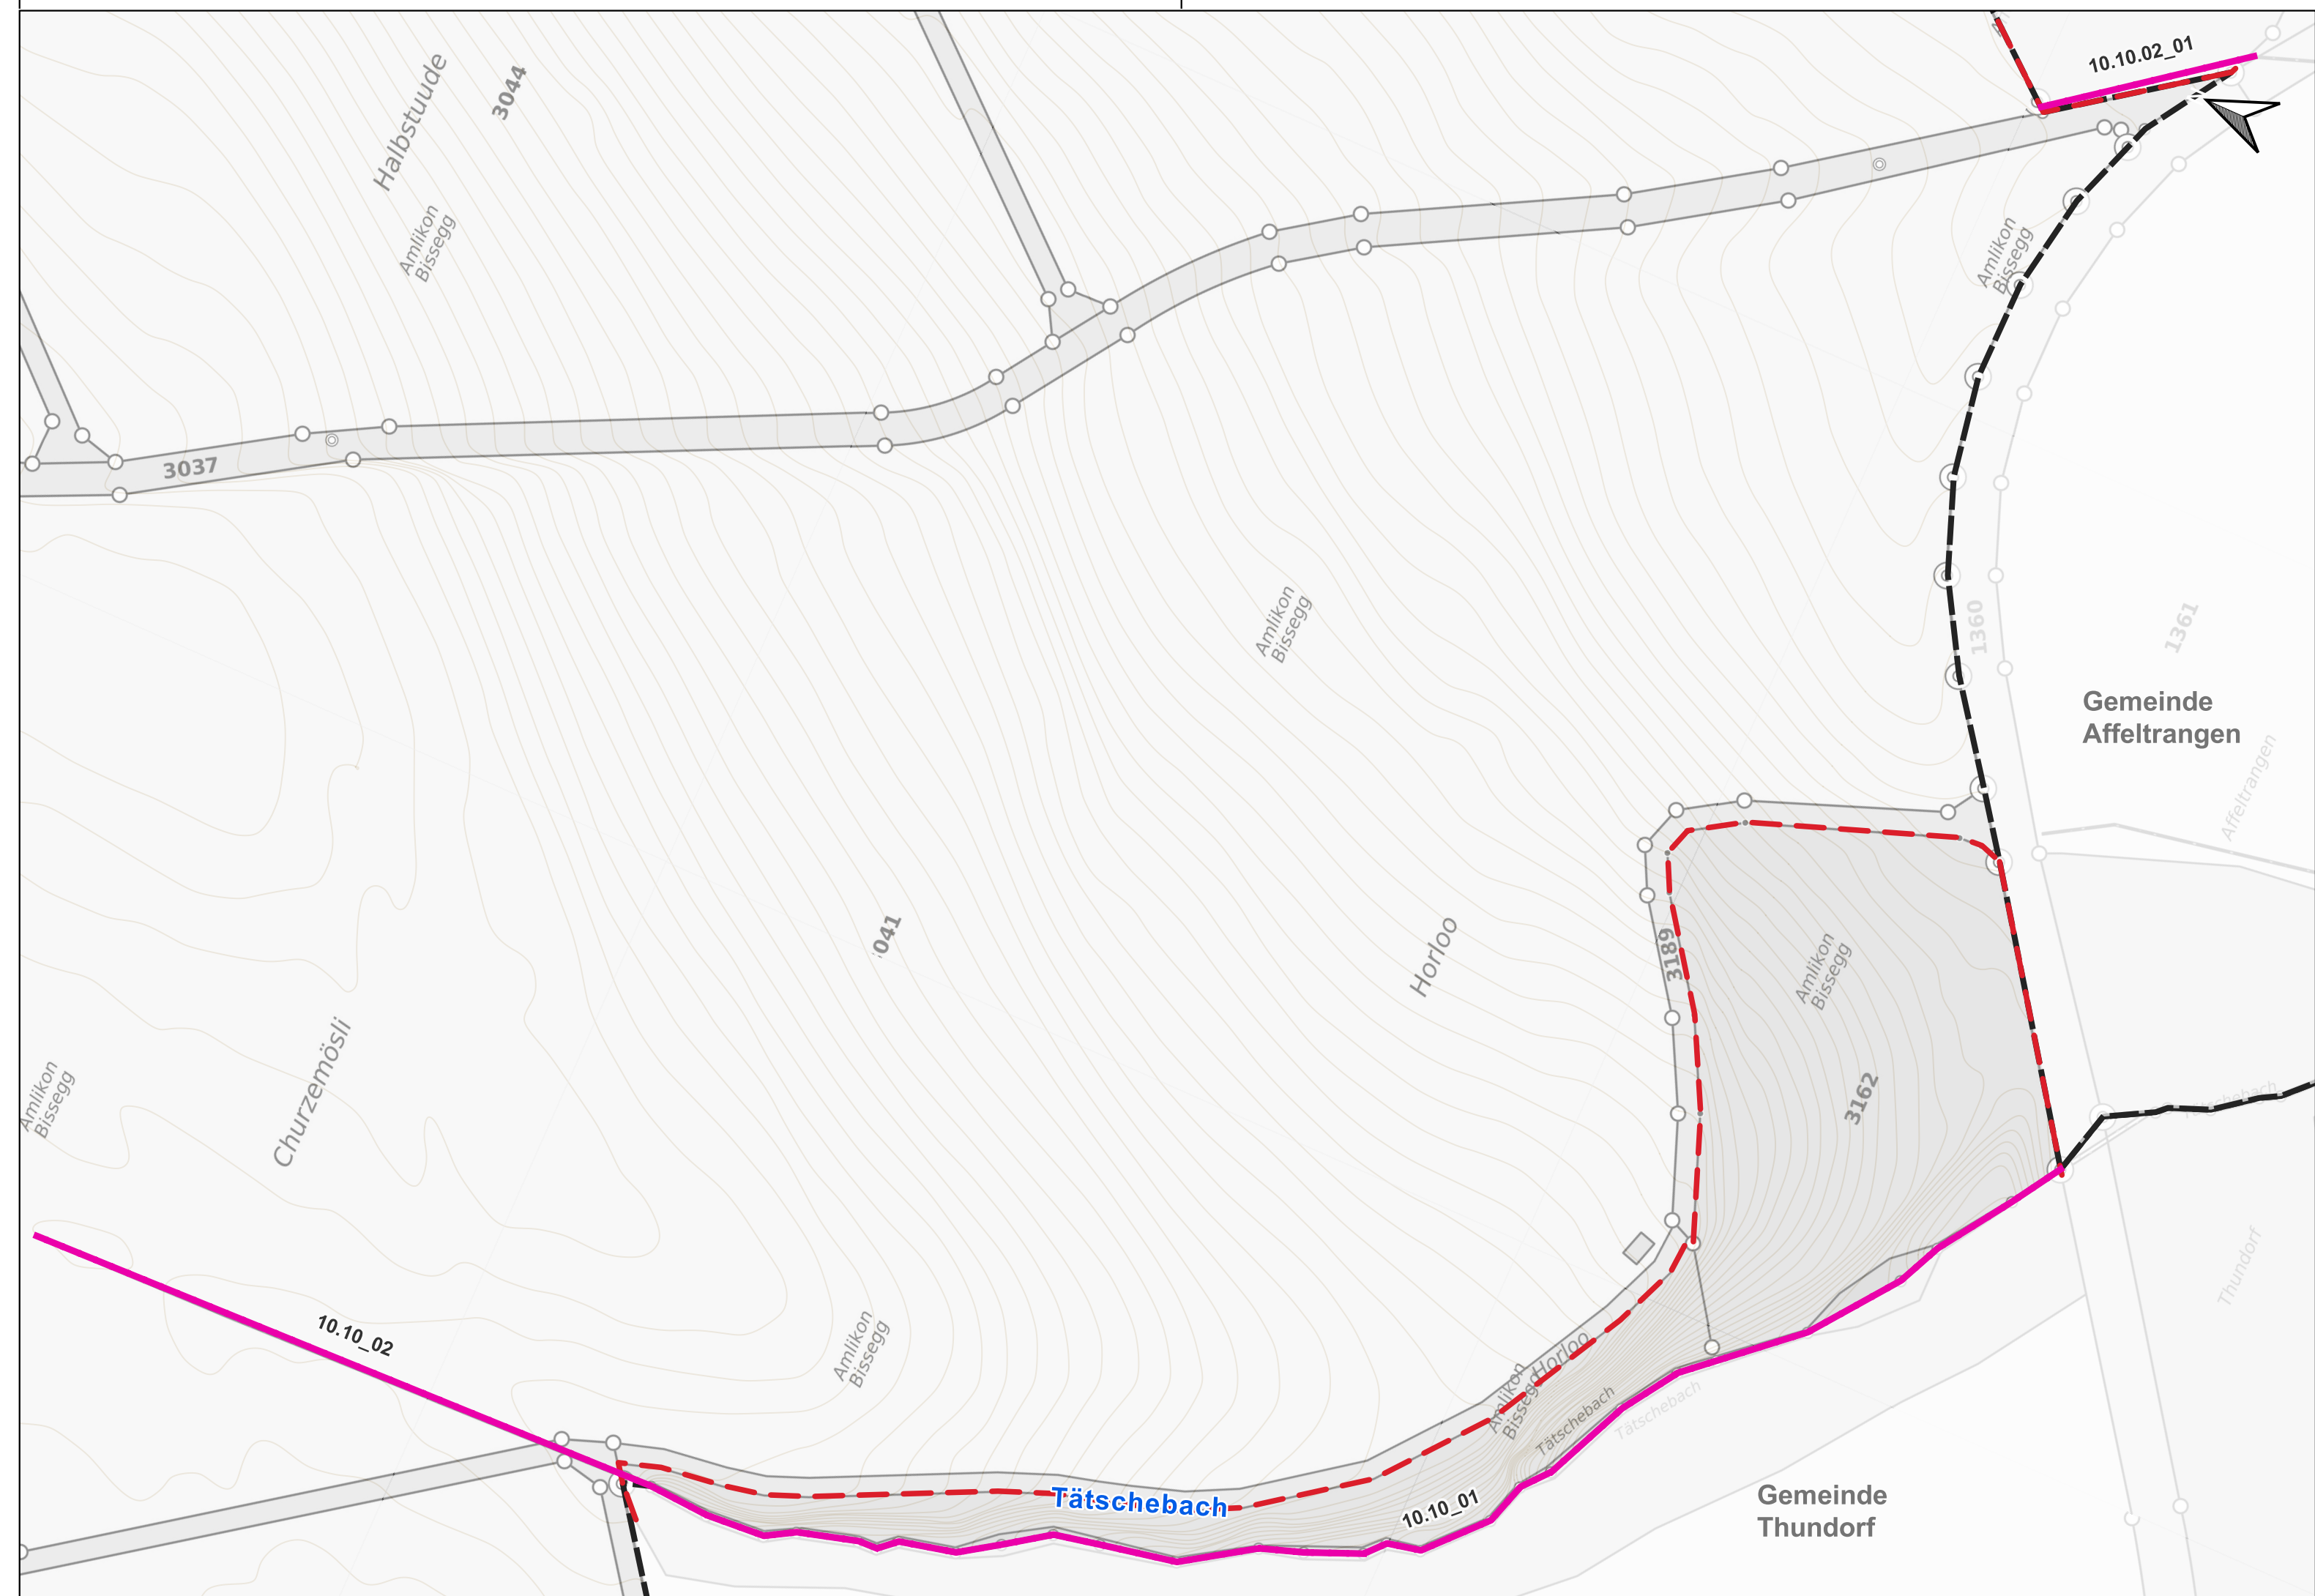 10.10.02_01
Halbstuude
3044
Amlikon
Bissegg
Amlikon
Bissegg
3037
Amlikon
Bissegg
1360
1361
Gemeinde
Affeltrangen
Affeltrangen
041
Horloo
3189
Amlikon
Bissegg
3162
Churzemösli
Amlikon
Bissegg
Tätschebach
Thundorf
10.10_02
Amlikon
Bissegg
Horloo
Amlikon
Bissegg
Tätschebach
Tätschebach
Tätschebach
10.10_01
Gemeinde
Thundorf